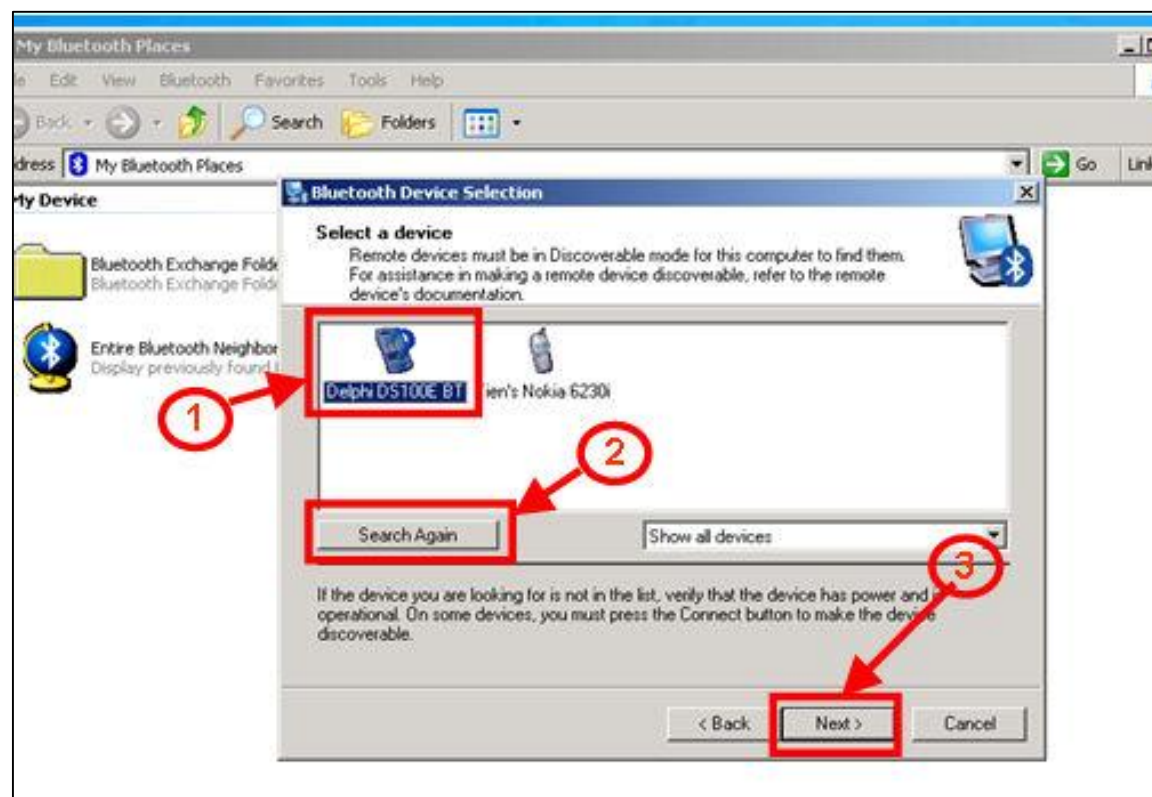 My Bluetooth Places
Edit View Bluetooth Favorites Tools Help
Back Search Folders
My Bluetooth Places Go
My Device
Bluetooth Device Selection
Select a device
Remote devices must be in Discoverable mode for this computer to find them.
For assistance in making a remote device discoverable, refer to the remote
device's documentation.
Bluetooth Exchange
Bluetooth Exchange
Entire Bluetooth
Display previously found
Delphi DS100E BT ien's Nokia 6230i
1
2
Search Again Show all devices
3
If the device you are looking for is not in the list, verify that the device has power and
operational. On some devices, you must press the Connect button to make the device
discoverable.
< Back Next > Cancel